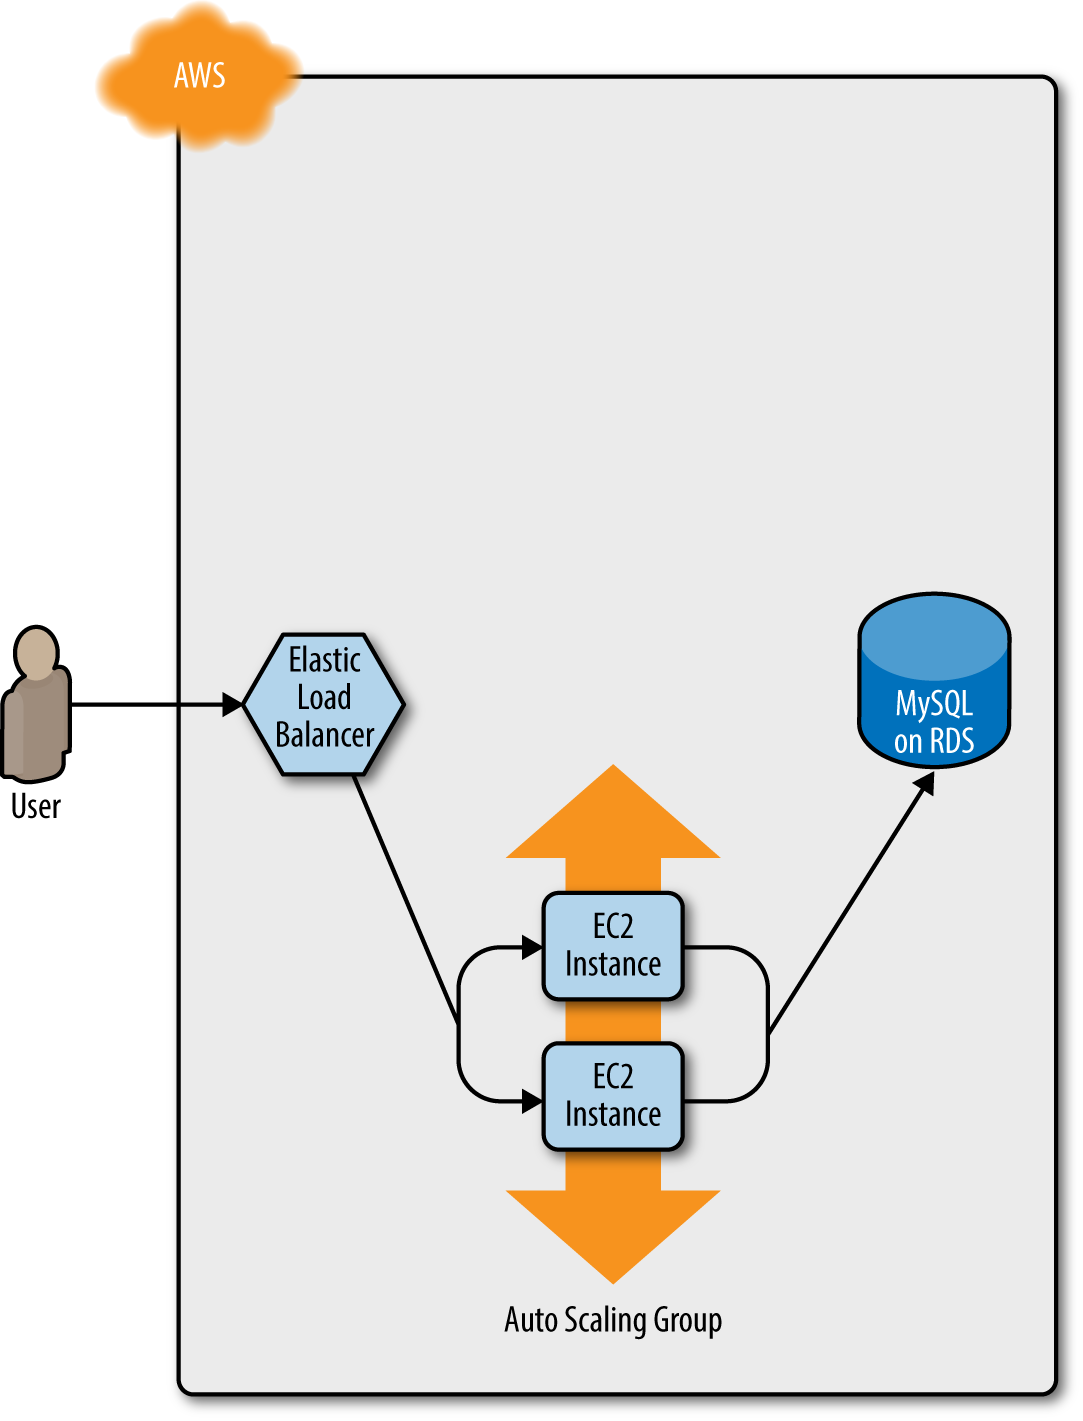 AWS
User
Elastic
Load
Balancer
MySQL
on RDS
EC2
Instance
EC2
Instance
Auto Scaling Group